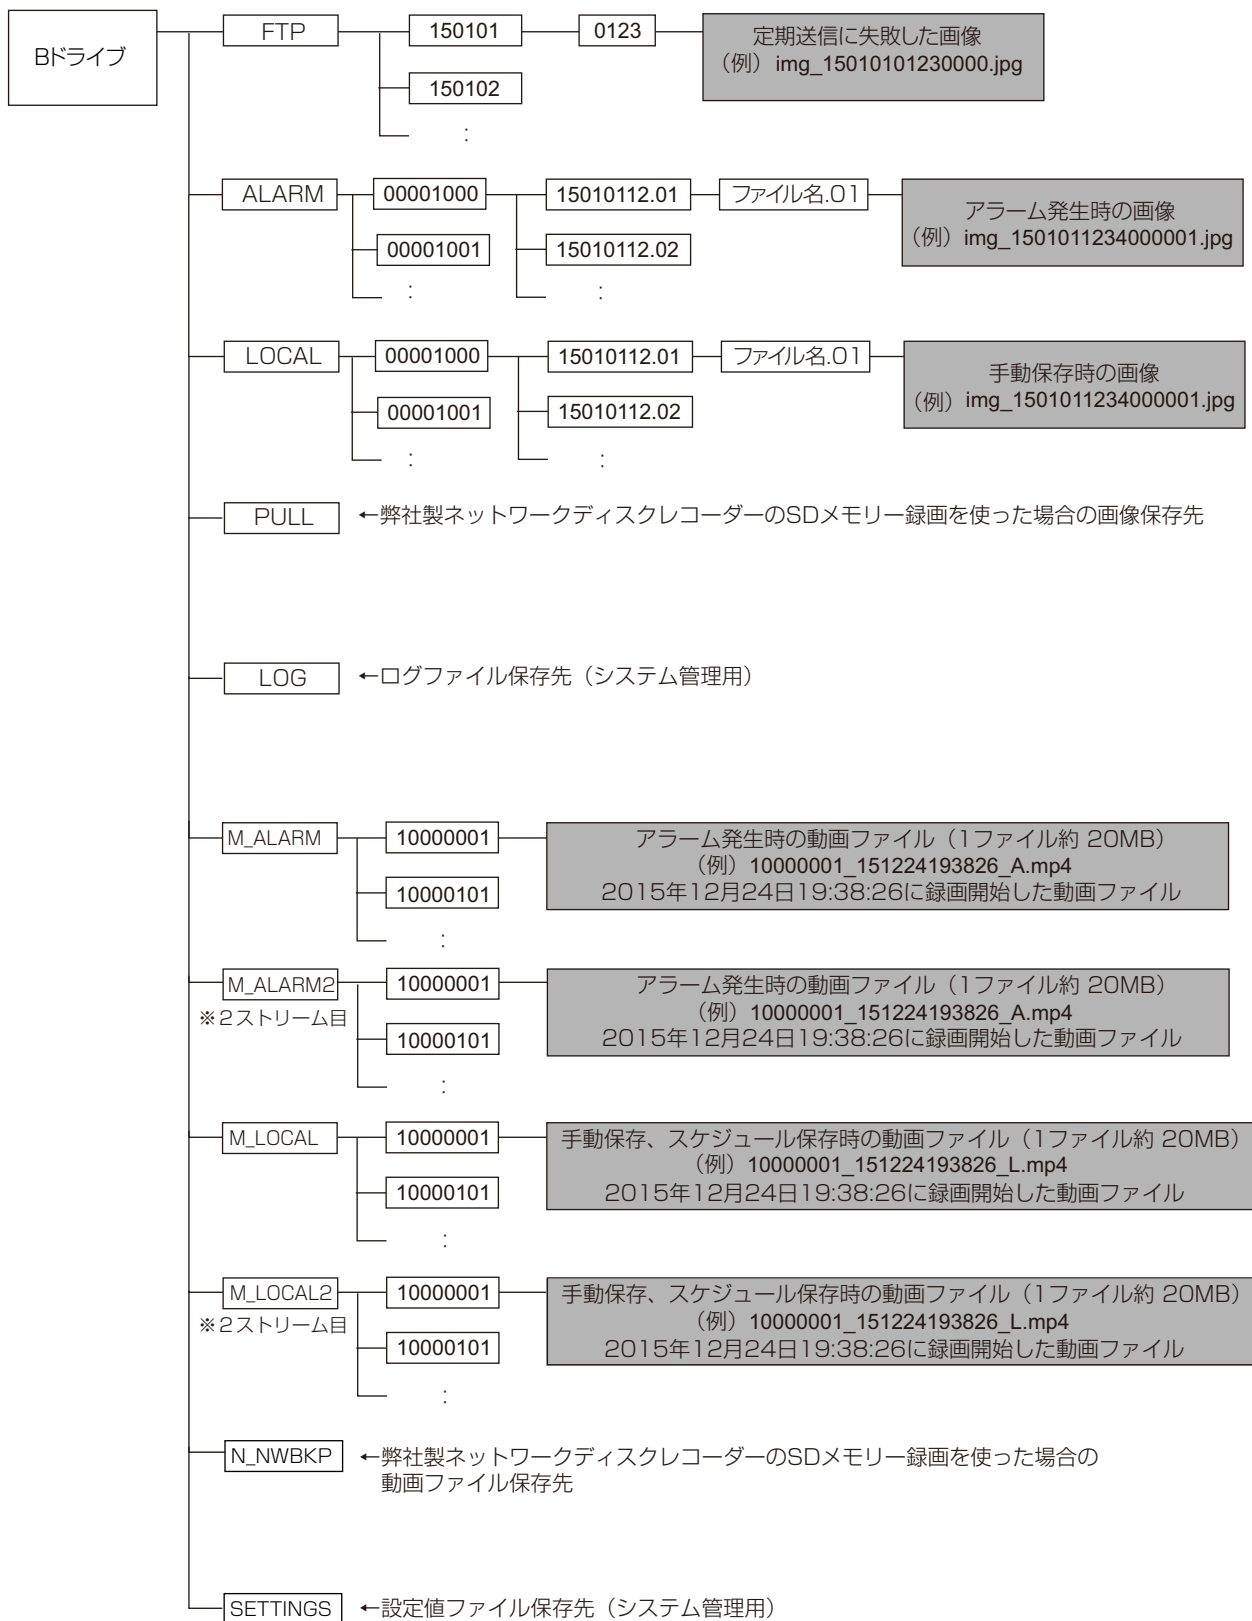 Bドライブ
FTP
150101
0123
定期送信に失敗した画像
（例）img_15010101230000.jpg
150102
:
ALARM
00001000
15010112.01
ファイル名.01
アラーム発生時の画像
（例）img_1501011234000001.jpg
00001001
15010112.02
:
:
LOCAL
00001000
15010112.01
ファイル名.01
手動保存時の画像
（例）img_1501011234000001.jpg
00001001
15010112.02
:
:
PULL
←弊社製ネットワークディスクレコーダーのSDメモリー録画を使った場合の画像保存先
LOG
←ログファイル保存先（システム管理用）
M_ALARM
10000001
アラーム発生時の動画ファイル（1ファイル約 20MB）
（例）10000001_151224193826_A.mp4
2015年12月24日19:38:26に録画開始した動画ファイル
10000101
:
M_ALARM2
※2ストリーム目
10000001
アラーム発生時の動画ファイル（1ファイル約 20MB）
（例）10000001_151224193826_A.mp4
2015年12月24日19:38:26に録画開始した動画ファイル
10000101
:
M_LOCAL
10000001
手動保存、スケジュール保存時の動画ファイル（1ファイル約 20MB）
（例）10000001_151224193826_L.mp4
2015年12月24日19:38:26に録画開始した動画ファイル
10000101
:
M_LOCAL2
※2ストリーム目
10000001
手動保存、スケジュール保存時の動画ファイル（1ファイル約 20MB）
（例）10000001_151224193826_L.mp4
2015年12月24日19:38:26に録画開始した動画ファイル
10000101
:
N_NWBKP
←弊社製ネットワークディスクレコーダーのSDメモリー録画を使った場合の
動画ファイル保存先
SETTINGS
←設定値ファイル保存先（システム管理用）